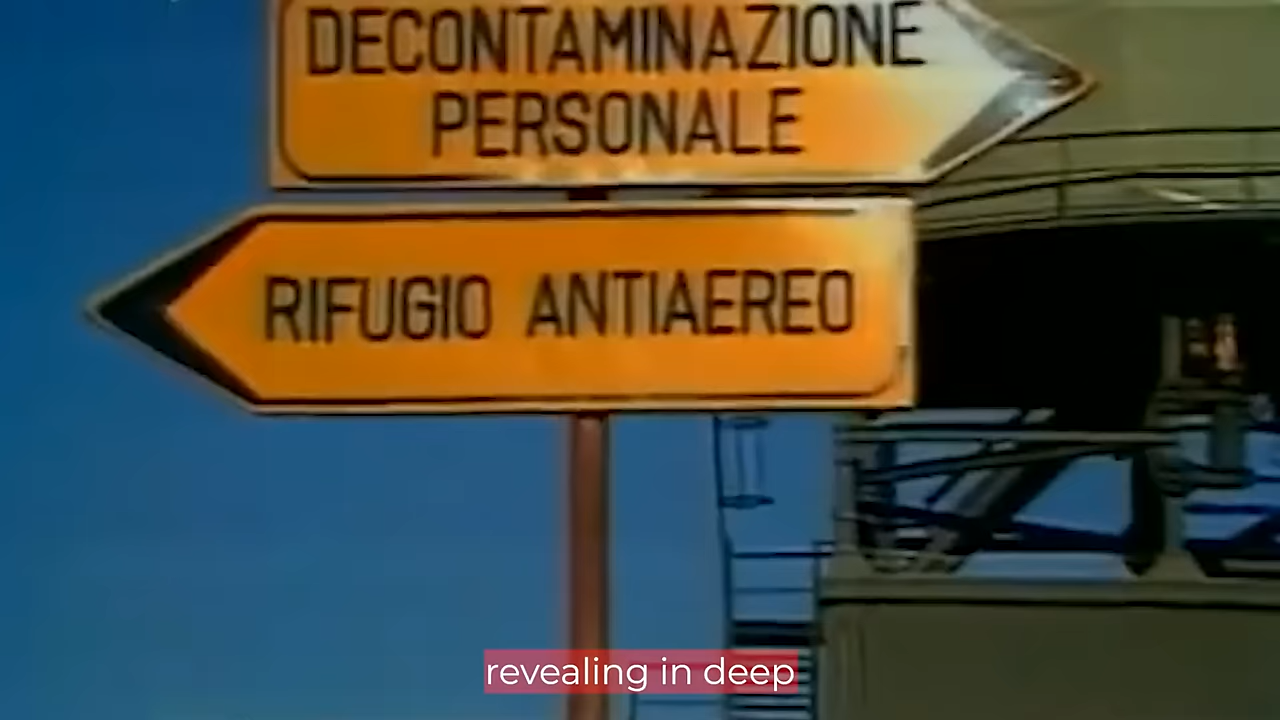 DECONTAMINAZIONE
PERSONALE
RIFUGIO ANTIAEREO
revealing in deep